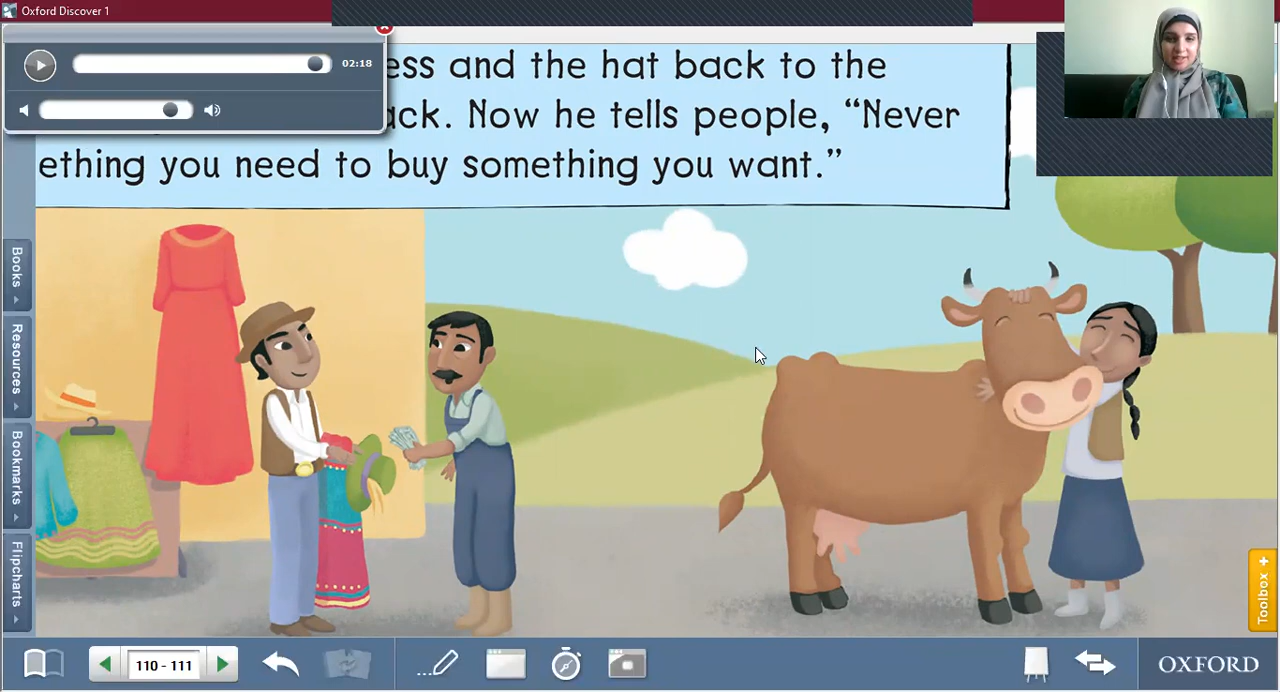 Oxford Discover 1
02:18
ess and the hat back to the
ack. Now he tells people, “Never
ething you need to buy something you want.”
Books
Resources
Bookmarks
Flipcharts
Toolbox +
110 - 111
OXFORD